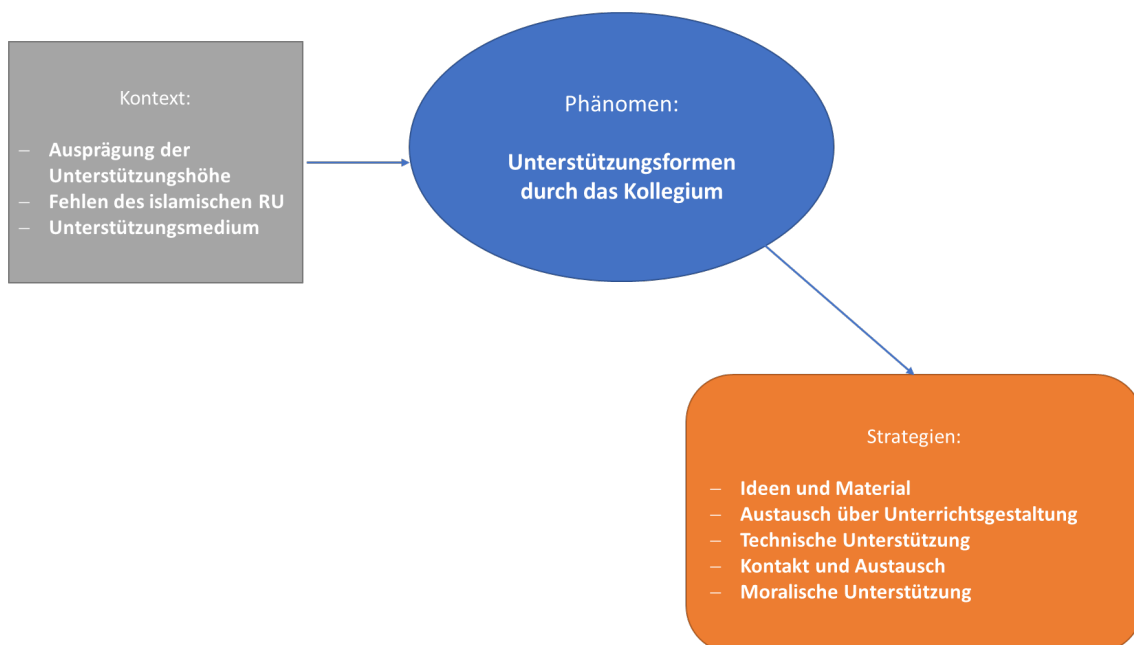 Kontext:
– Ausprägung der
Unterstützungshöhe
– Fehlen des islamischen RU
– Unterstützungsmedium
Phänomen:
Unterstützungsformen
durch das Kollegium
Strategien:
– Ideen und Material
– Austausch über Unterrichtsgestaltung
– Technische Unterstützung
– Kontakt und Austausch
– Moralische Unterstützung